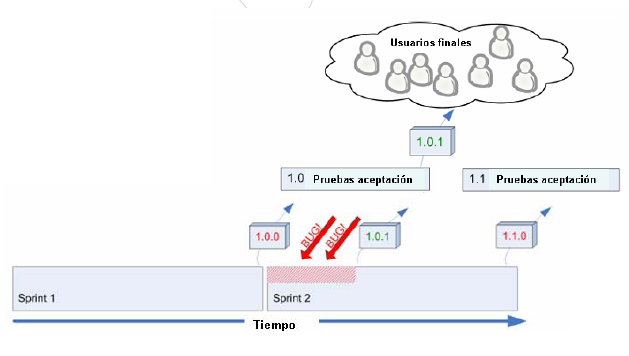 Usuarios finales
1.0.1
1.0 Pruebas aceptación
1.1 Pruebas aceptación
1.0.0
BUG!
BUG!
1.0.1
1.1.0
Sprint 1
Sprint 2
Tiempo